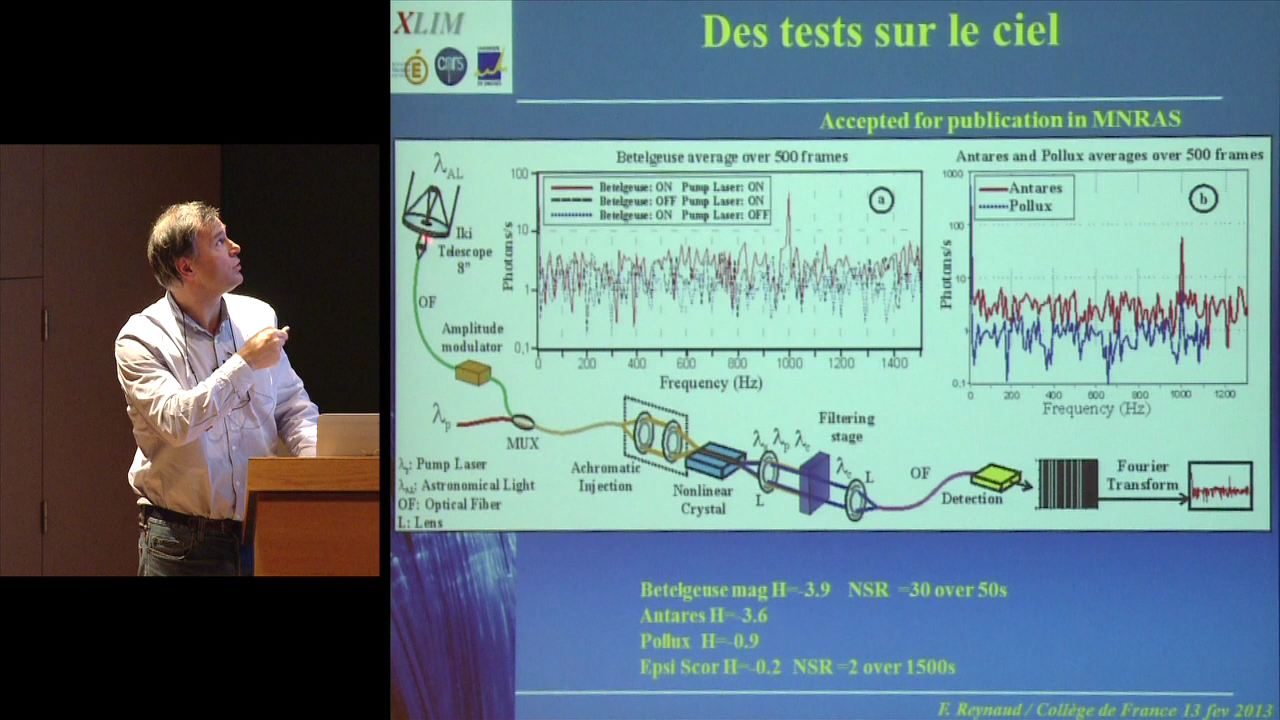 XLIM
Des tests sur le ciel
cnrs
Accepted for publication in MNRAS
λAL
Iki
Telescope
8"
OF
Amplitude
modulator
λp
MUX
λp: Pump Laser
λAL: Astronomical Light
OF: Optical Fiber
L: Lens
Betelgeuse average over 500 frames
Betelgeuse: ON Pump Laser: ON
Betelgeuse: OFF Pump Laser: ON
Betelgeuse: ON Pump Laser: OFF
a
Photons/s
100
10
1
0,1
0 200 400 600 800 1000 1200 1400
Frequency (Hz)
Antares and Pollux averages over 500 frames
Antares
Pollux
b
Photons/s
1000
100
10
1
0.1
0 200 400 600 800 1000 1200
Frequency (Hz)
Achromatic
Injection
Nonlinear
Crystal
L
λp
Filtering
stage
L
OF
Detection
Fourier
Transform
Betelgeuse mag H=-3.9 NSR =30 over 50s
Antares H=-3.6
Pollux H=-0.9
Epsi Scor H=-0.2 NSR=2 over 1500s
F. Reynaud / Collège de France 13 fev 2013